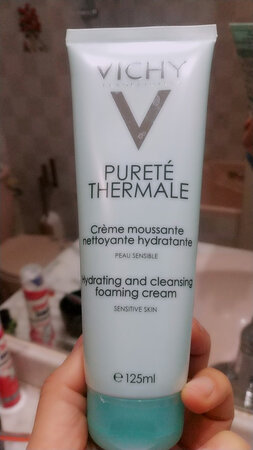 VICHY
V
PURETÉ
THERMALE
Crème moussante
nettoyante hydratante
PEAU SENSIBLE
Hydrating and cleansing
foaming cream
SENSITIVE SKIN
e 125ml